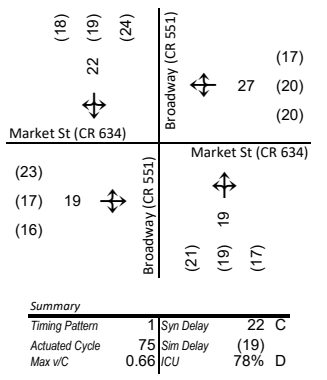 (18) (19) (24)
22
Broadway (CR 551)
27
(17)
(20)
(20)
Market St (CR 634)
Market St (CR 634)
(23)
(17) 19
(16)
Broadway (CR 551)
19
(21) (19) (17)
Summary
Timing Pattern 1 Syn Delay 22 C
Actuated Cycle 75 Sim Delay (19)
Max v/C 0.66 ICU 78% D